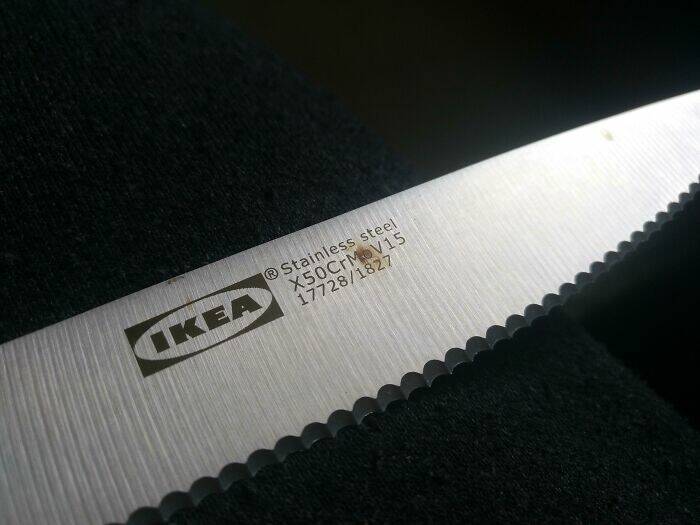 IKEA®
Stainless steel
X50CrMoV15
17728/1827